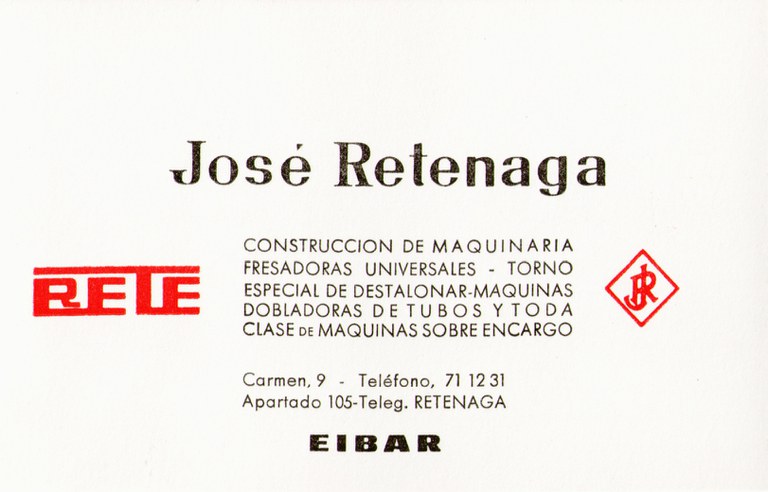 José Retenaga
RETE
CONSTRUCCION DE MAQUINARIA
FRESADORAS UNIVERSALES - TORNO
ESPECIAL DE DESTALONAR-MAQUINAS
DOBLADORAS DE TUBOS Y TODA
CLASE DE MAQUINAS SOBRE ENCARGO
JR
Carmen, 9 - Teléfono, 71 12 31
Apartado 105-Teleg. RETENAGA
EIBAR